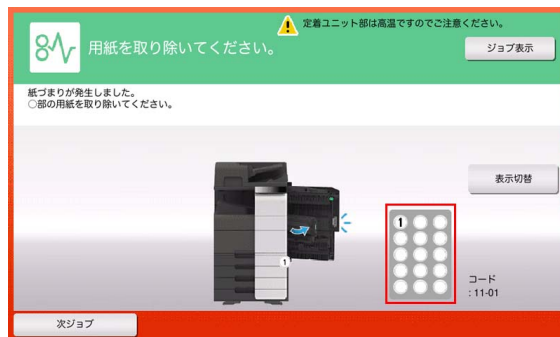 定着ユニット部は高温ですのでご注意ください。
用紙を取り除いてください。
ジョブ表示
紙づまりが発生しました。
○部の用紙を取り除いてください。
表示切替
1
1
コード
: 11-01
次ジョブ